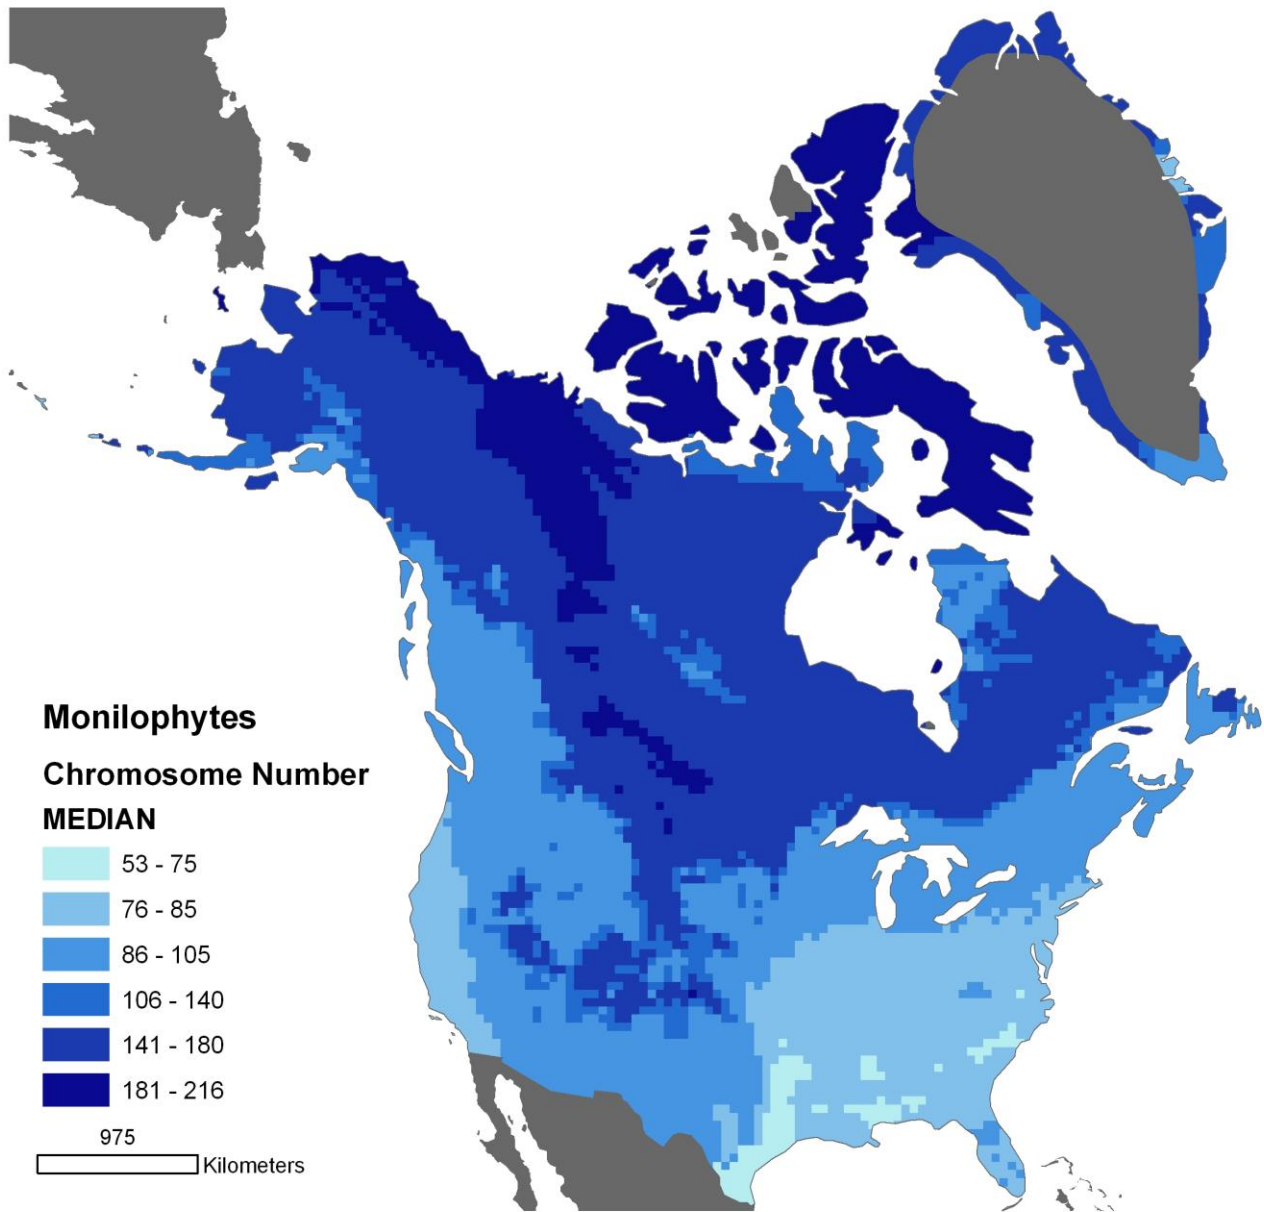 Monilophytes
Chromosome Number
MEDIAN
53 - 75
76 - 85
86 - 105
106 - 140
141 - 180
181 - 216
975
Kilometers